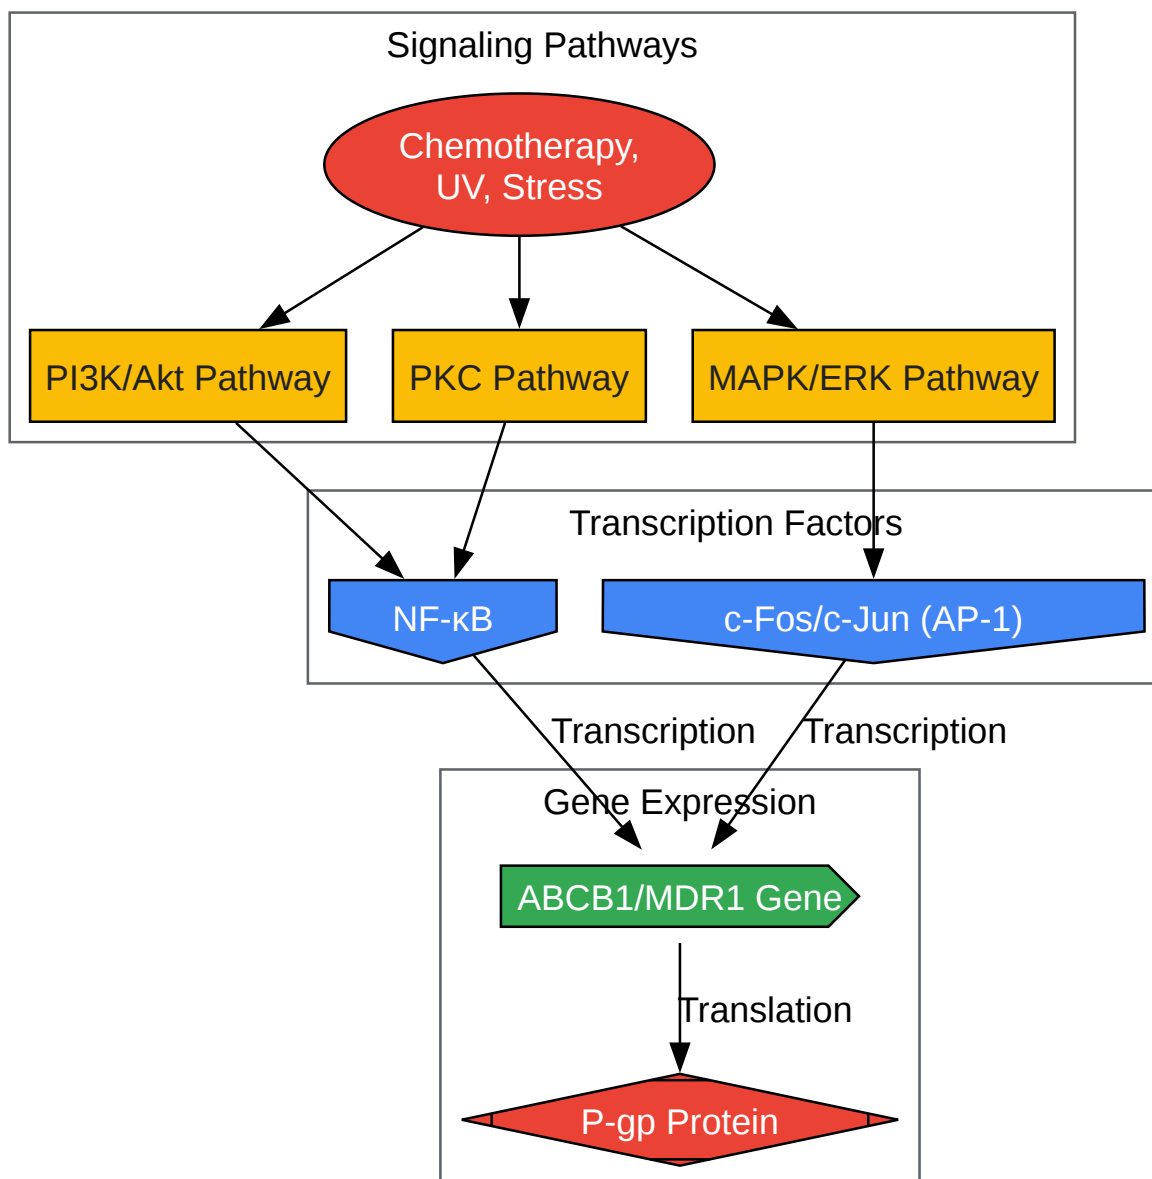 Signaling Pathways
Chemotherapy,
UV, Stress
PI3K/Akt Pathway
PKC Pathway
MAPK/ERK Pathway
Transcription Factors
NF-κB
c-Fos/c-Jun (AP-1)
Transcription
Transcription
Gene Expression
ABCB1/MDR1 Gene
Translation
P-gp Protein